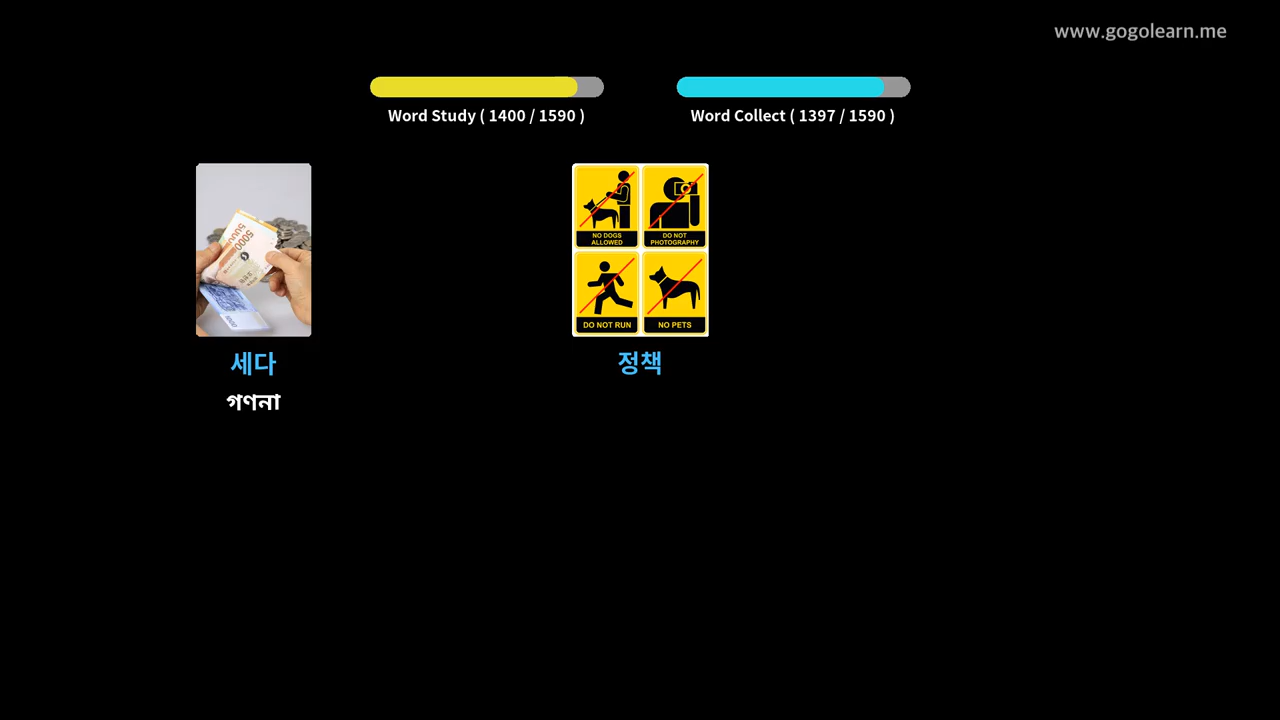 www.gogolearn.me
Word Study ( 1400 / 1590 )
Word Collect ( 1397 / 1590 )
NO DOGS
ALLOWED
DO NOT
PHOTOGRAPHY
DO NOT RUN
NO PETS
5000
세다
정책
গণনা